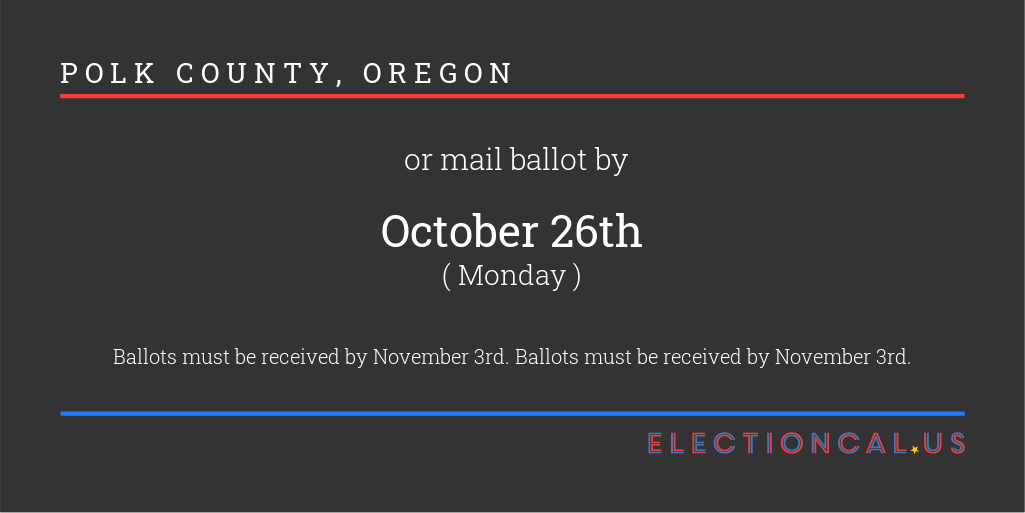 POLK COUNTY, OREGON
or mail ballot by
October 26th
( Monday )
Ballots must be received by November 3rd. Ballots must be received by November 3rd.
ELECTIONCAL.US